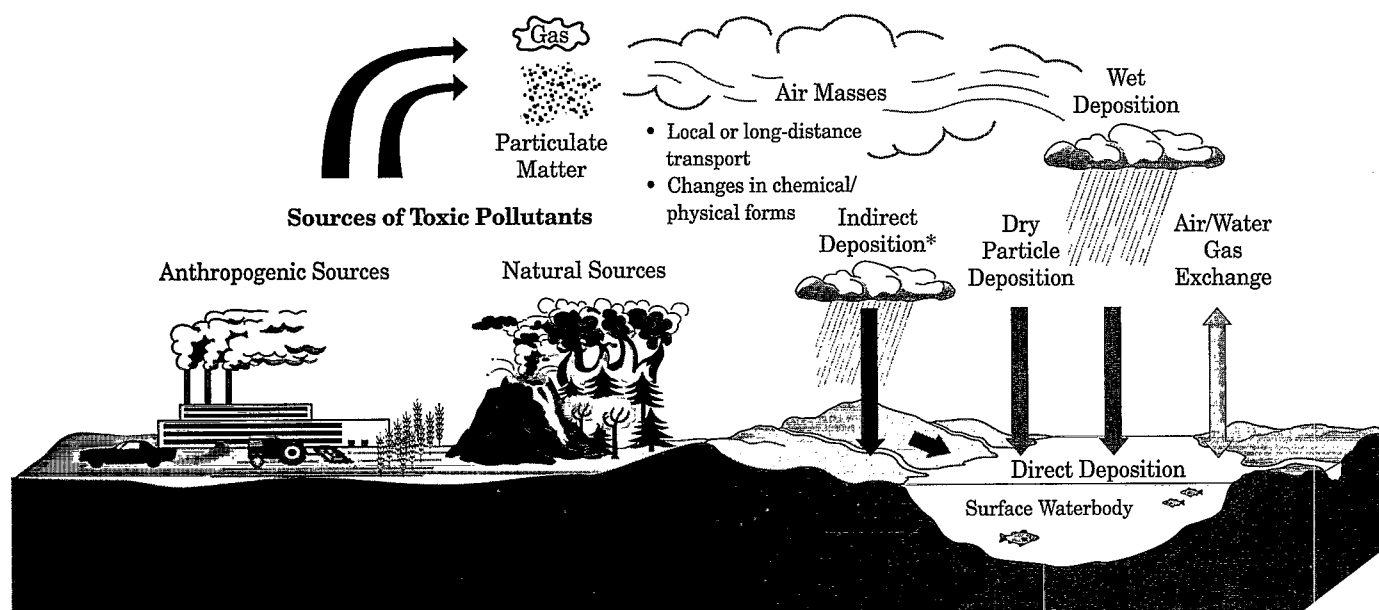 Gas
Particulate
Matter
Air Masses
• Local or long-distance
transport
• Changes in chemical/
physical forms
Wet
Deposition
Sources of Toxic Pollutants
Anthropogenic Sources
Natural Sources
Indirect
Deposition*
Dry
Particle
Deposition
Air/Water
Gas
Exchange
Direct Deposition
Surface Waterbody